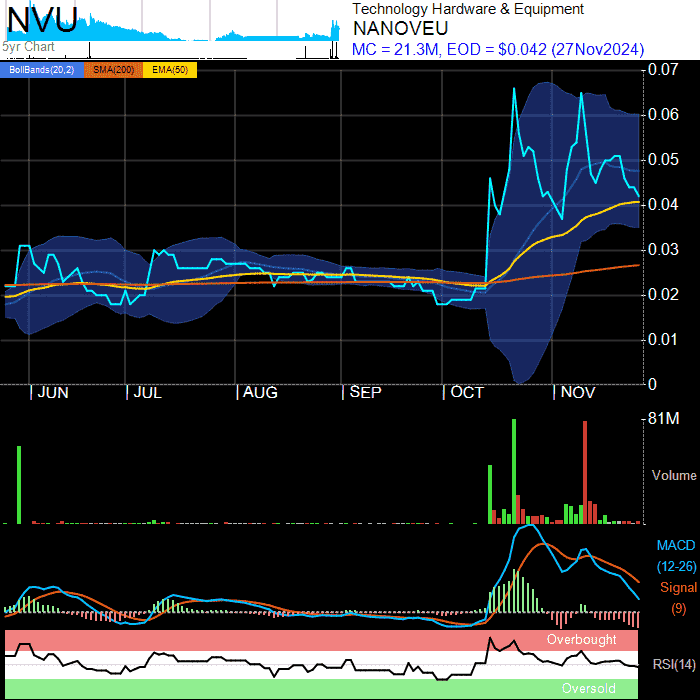 NVU
Technology Hardware & Equipment
NANOVEU
5yr Chart
MC = 21.3M, EOD = $0.042 (27Nov2024)
BollBands(20,2) SMA(200) EMA(50)
0.07
0.06
0.05
0.04
0.03
0.02
0.01
0
JUN JUL AUG SEP OCT NOV
81M
Volume
MACD
(12-26)
Signal
(9)
Overbought
RSI(14)
Oversold